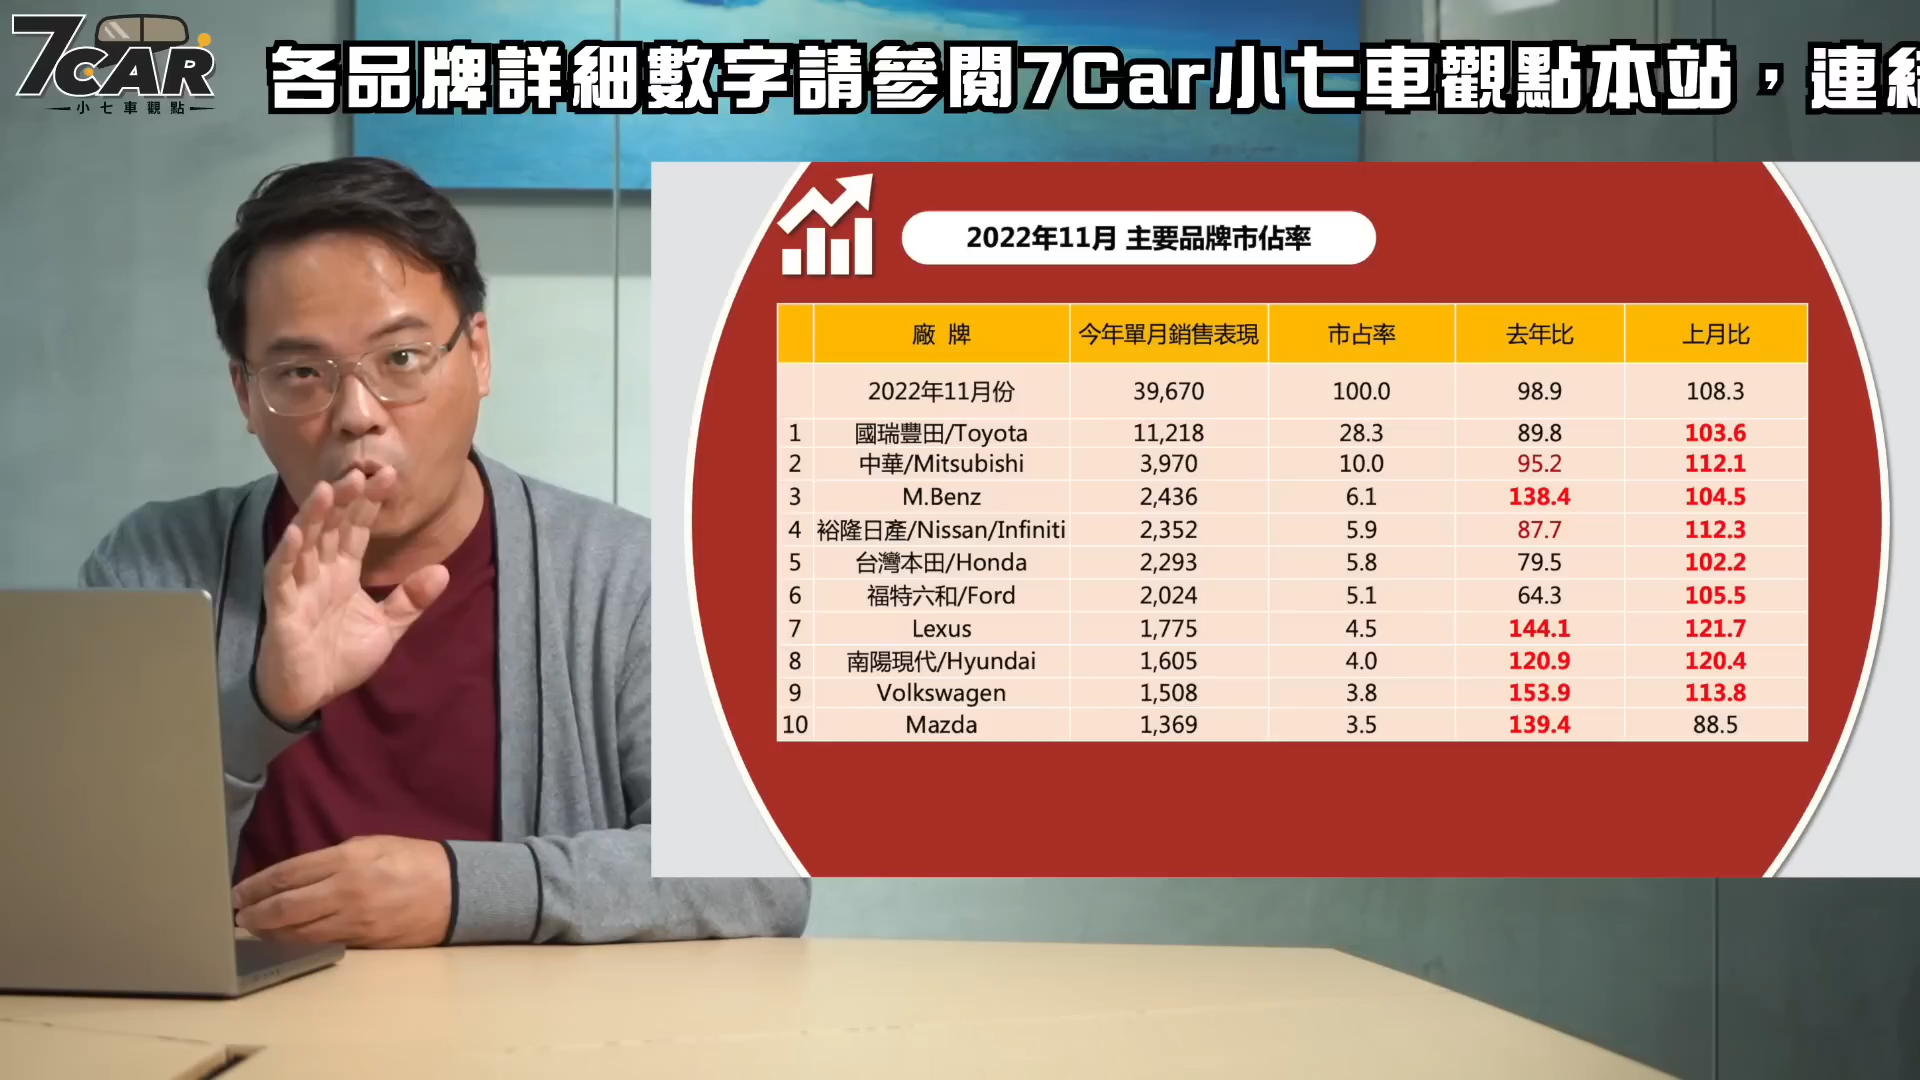 7CAR
小七車觀點
各品牌詳細數字請參閱7Car小七車觀點本站，連
2022年11月 主要品牌市佔率
廠 牌 今年單月銷售表現 市占率 去年比 上月比
2022年11月份 39,670 100.0 98.9 108.3
1 國瑞豐田/Toyota 11,218 28.3 89.8 103.6
2 中華/Mitsubishi 3,970 10.0 95.2 112.1
3 M.Benz 2,436 6.1 138.4 104.5
4 裕隆日產/Nissan/Infiniti 2,352 5.9 87.7 112.3
5 台灣本田/Honda 2,293 5.8 79.5 102.2
6 福特六和/Ford 2,024 5.1 64.3 105.5
7 Lexus 1,775 4.5 144.1 121.7
8 南陽現代/Hyundai 1,605 4.0 120.9 120.4
9 Volkswagen 1,508 3.8 153.9 113.8
10 Mazda 1,369 3.5 139.4 88.5